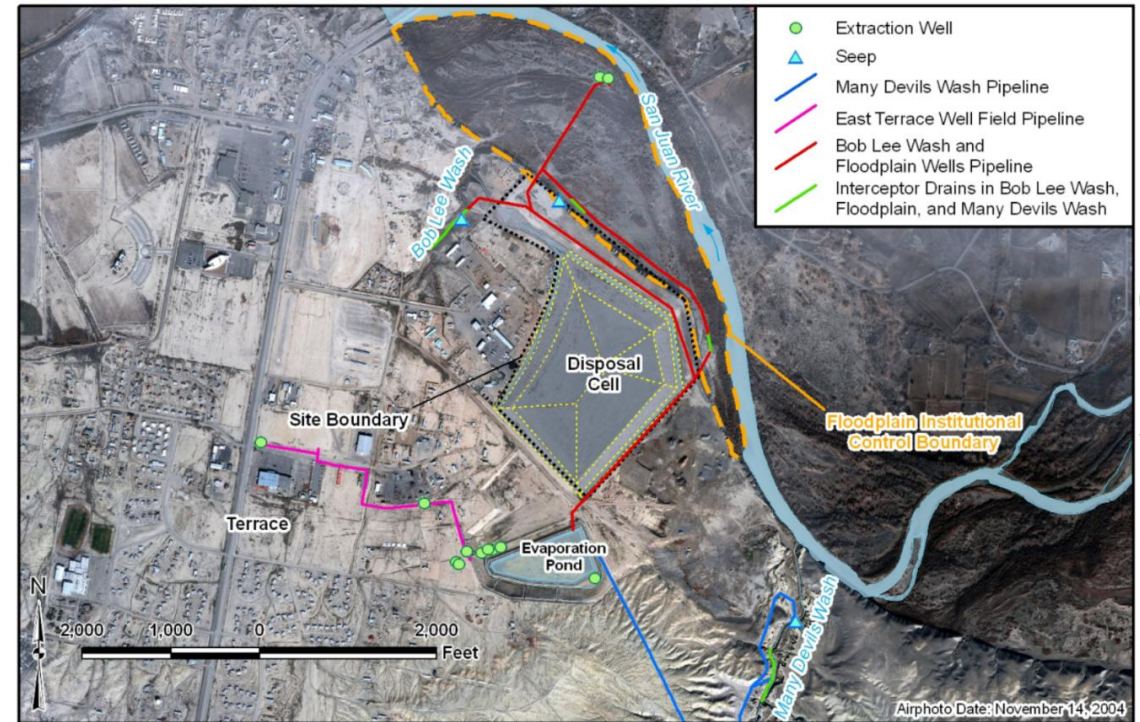 Extraction Well
Seep
Many Devils Wash Pipeline
East Terrace Well Field Pipeline
Bob Lee Wash and
Floodplain Wells Pipeline
Interceptor Drains in Bob Lee Wash,
Floodplain, and Many Devils Wash
San Juan River
Bob Lee Wash
Disposal
Cell
Site Boundary
Floodplain Institutional
Control Boundary
Terrace
Evaporation
Pond
Many Devils Wash
N
2,000 1,000 0 2,000
Feet
Airphoto Date: November 14, 2004